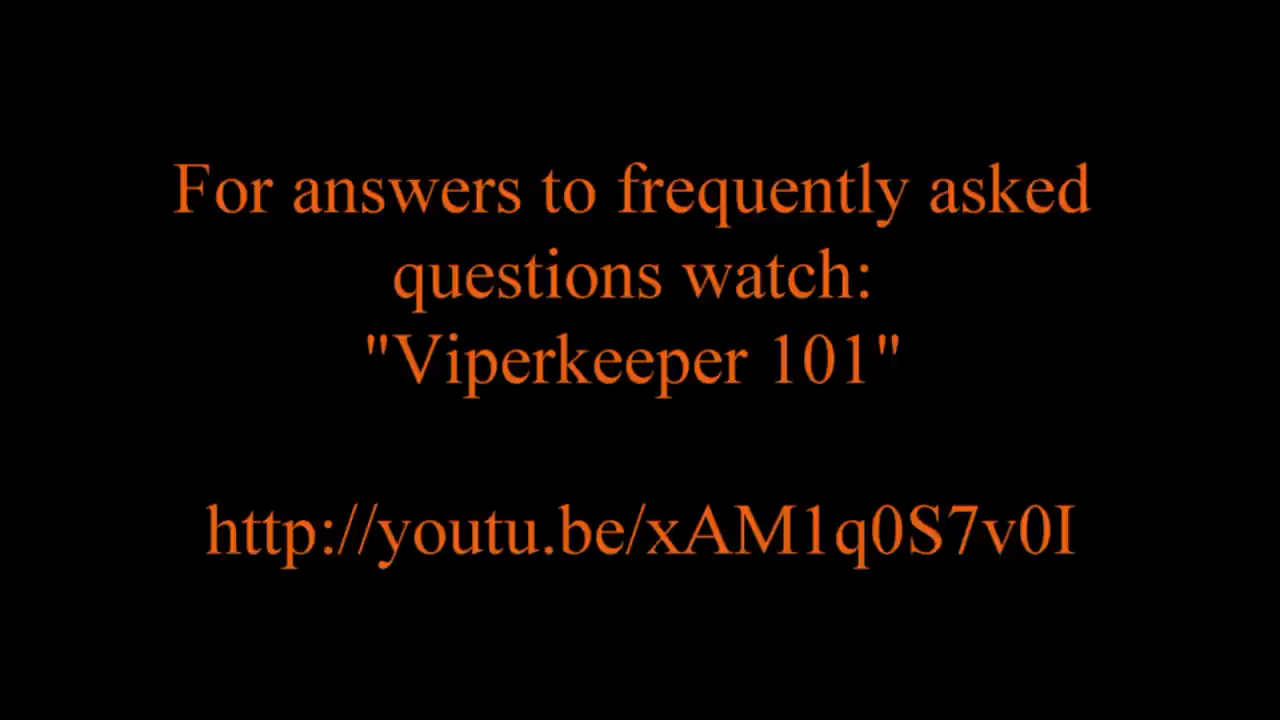 For answers to frequently asked
questions watch:
"Viperkeeper 101"
http://youtu.be/xAM1q0S7v0I